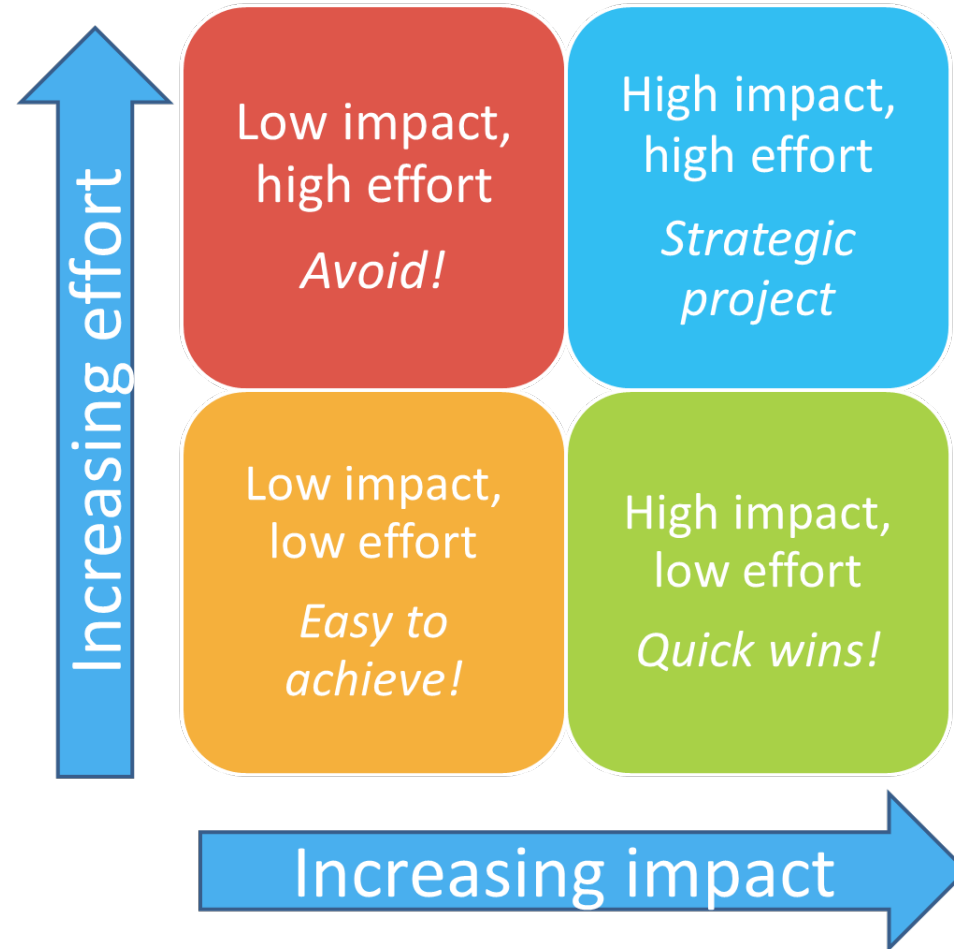 Increasing effort
Low impact,
high effort
Avoid!
High impact,
high effort
Strategic
project
Low impact,
low effort
Easy to
achieve!
High impact,
low effort
Quick wins!
Increasing impact